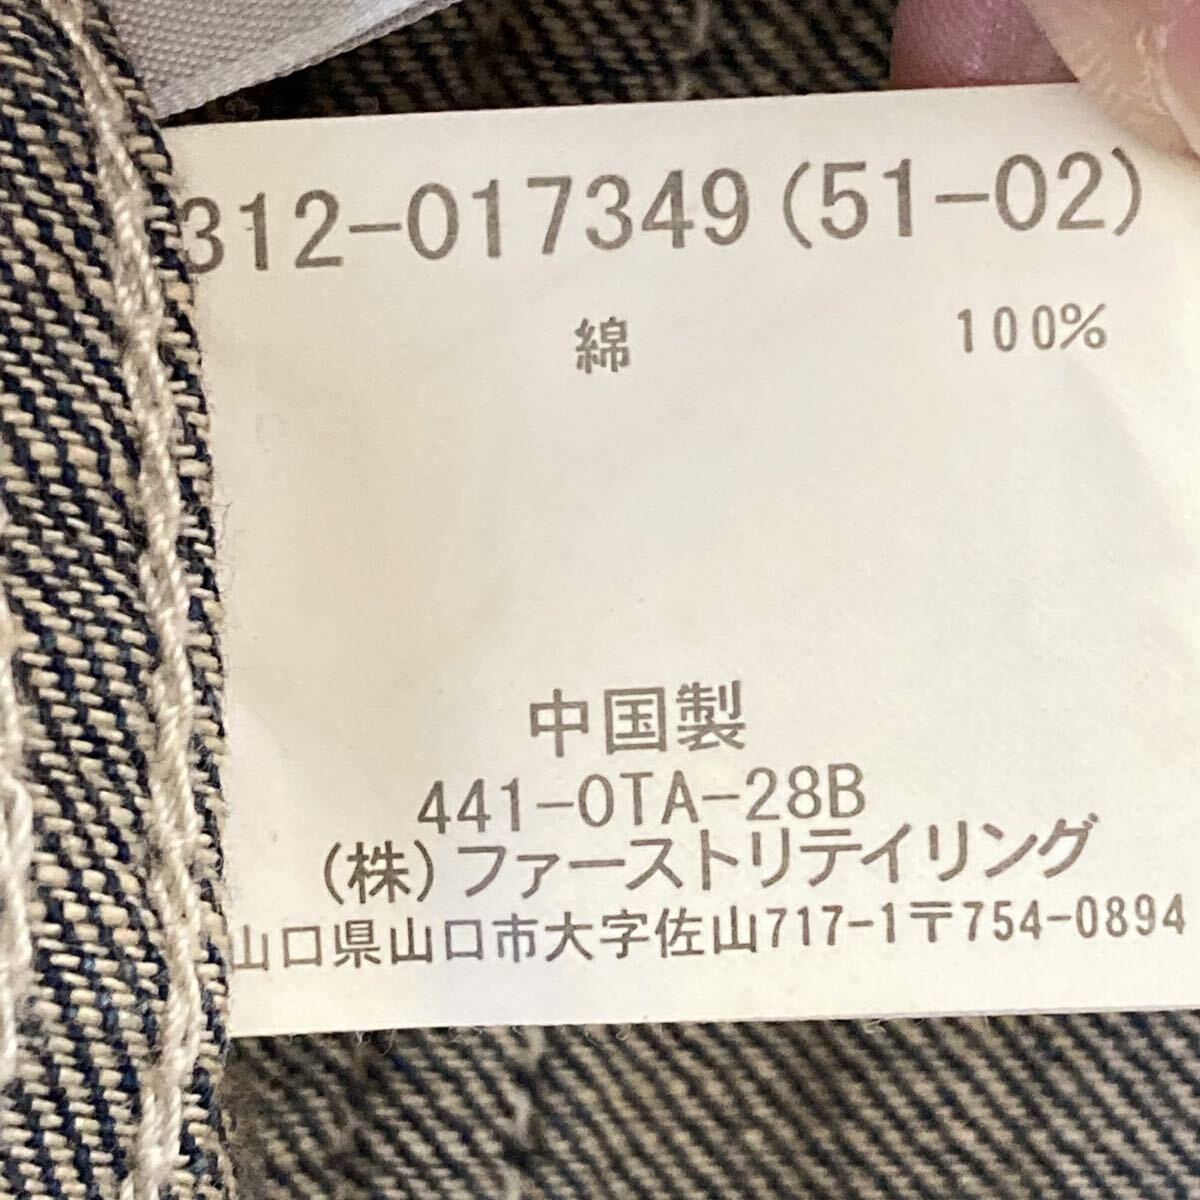 312-017349(51-02)
綿 100%
中国製
441-OTA-28B
(株)ファーストリテイリング
山口県山口市大字佐山717-1〒754-0894